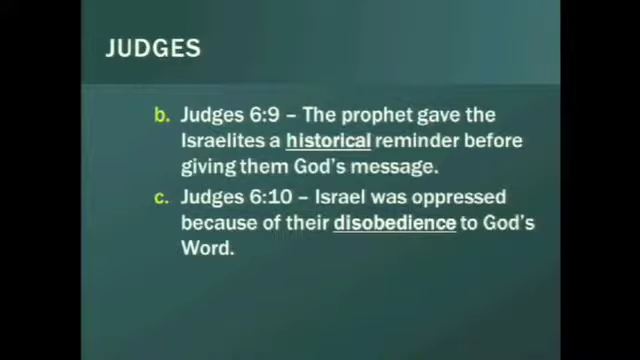 JUDGES
b. Judges 6:9 – The prophet gave the
Israelites a historical reminder before
giving them God's message.
c. Judges 6:10 – Israel was oppressed
because of their disobedience to God's
Word.